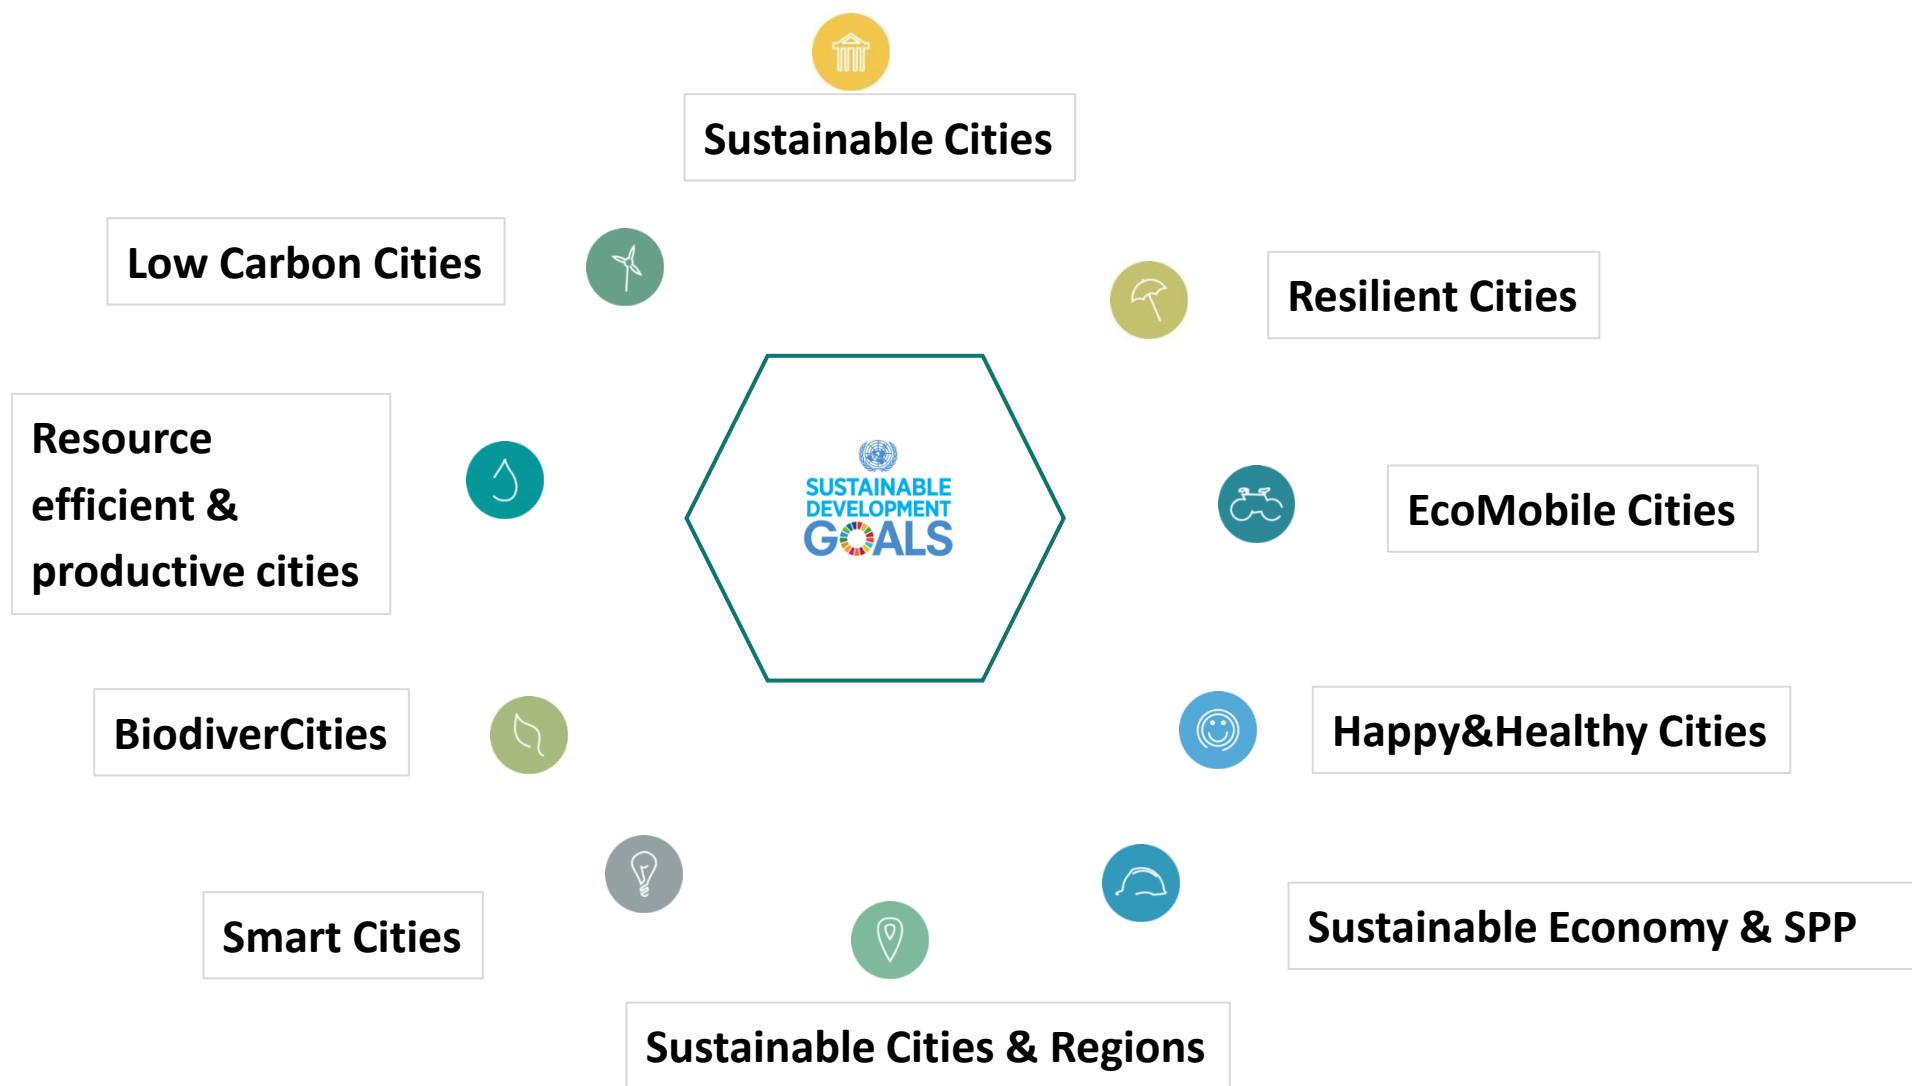 Sustainable Cities
Low Carbon Cities
Resilient Cities
Resource
efficient &
productive cities
SUSTAINABLE
DEVELOPMENT
GOALS
EcoMobile Cities
BiodiverCities
Happy&Healthy Cities
Smart Cities
Sustainable Economy & SPP
Sustainable Cities & Regions